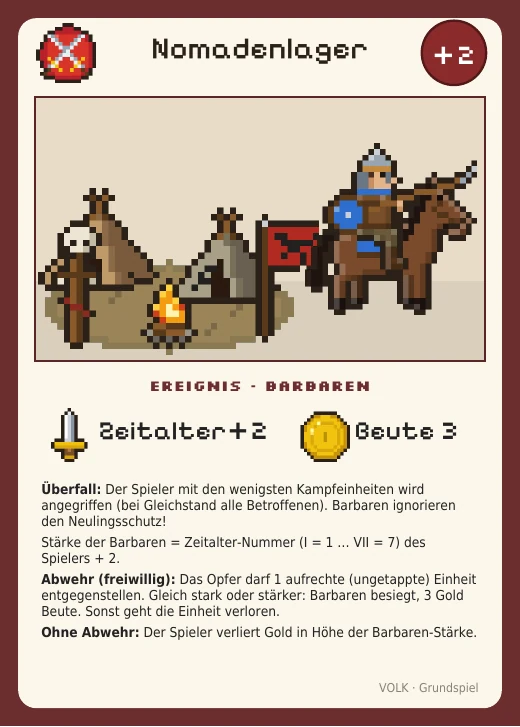 Nomadenlager
+2
EREIGNIS - BARBAREN
Zeitalter+2
Beute 3
Überfall: Der Spieler mit den wenigsten Kampfeinheiten wird
angegriffen (bei Gleichstand alle Betroffenen). Barbaren ignorieren
den Neulingsschutz!
Stärke der Barbaren = Zeitalter-Nummer (I = 1 … VII = 7) des
Spielers + 2.
Abwehr (freiwillig): Das Opfer darf 1 aufrechte (ungetappte) Einheit
entgegenstellen. Gleich stark oder stärker: Barbaren besiegt, 3 Gold
Beute. Sonst geht die Einheit verloren.
Ohne Abwehr: Der Spieler verliert Gold in Höhe der Barbaren-Stärke.
VOLK · Grundspiel